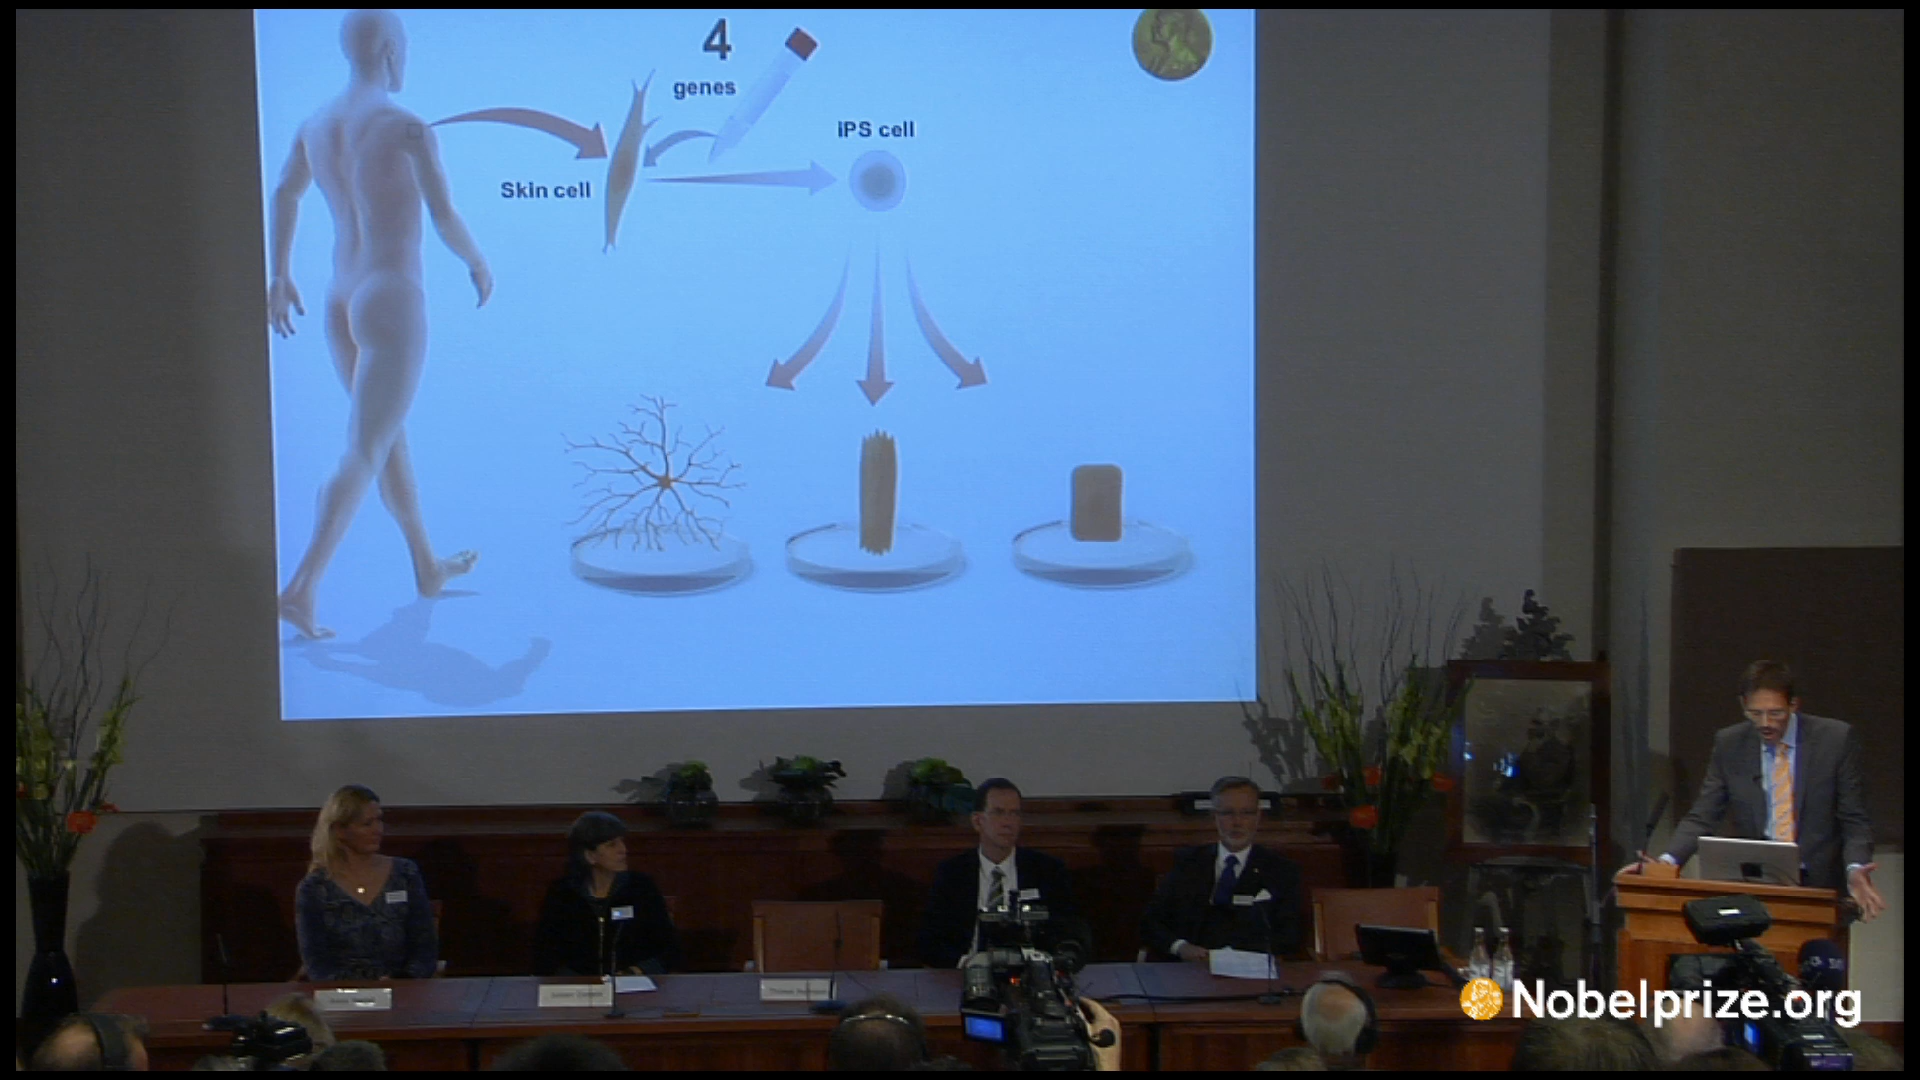 4
genes
iPS cell
Skin cell
Nobelprize.org